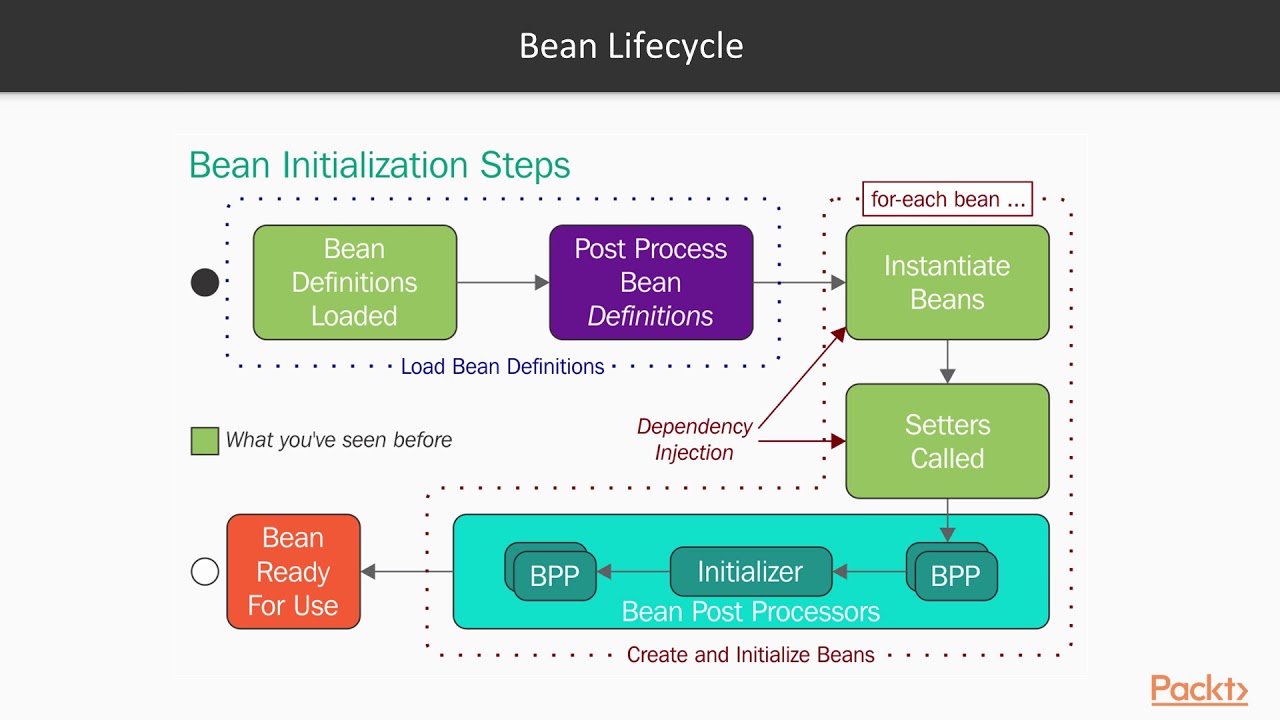 Bean Lifecycle
Bean Initialization Steps
for-each bean ...
Bean
Definitions
Loaded
Post Process
Bean
Definitions
Instantiate
Beans
Load Bean Definitions
What you've seen before
Dependency
Injection
Setters
Called
Bean
Ready
For Use
BPP
Initializer
BPP
Bean Post Processors
Create and Initialize Beans
Packt>